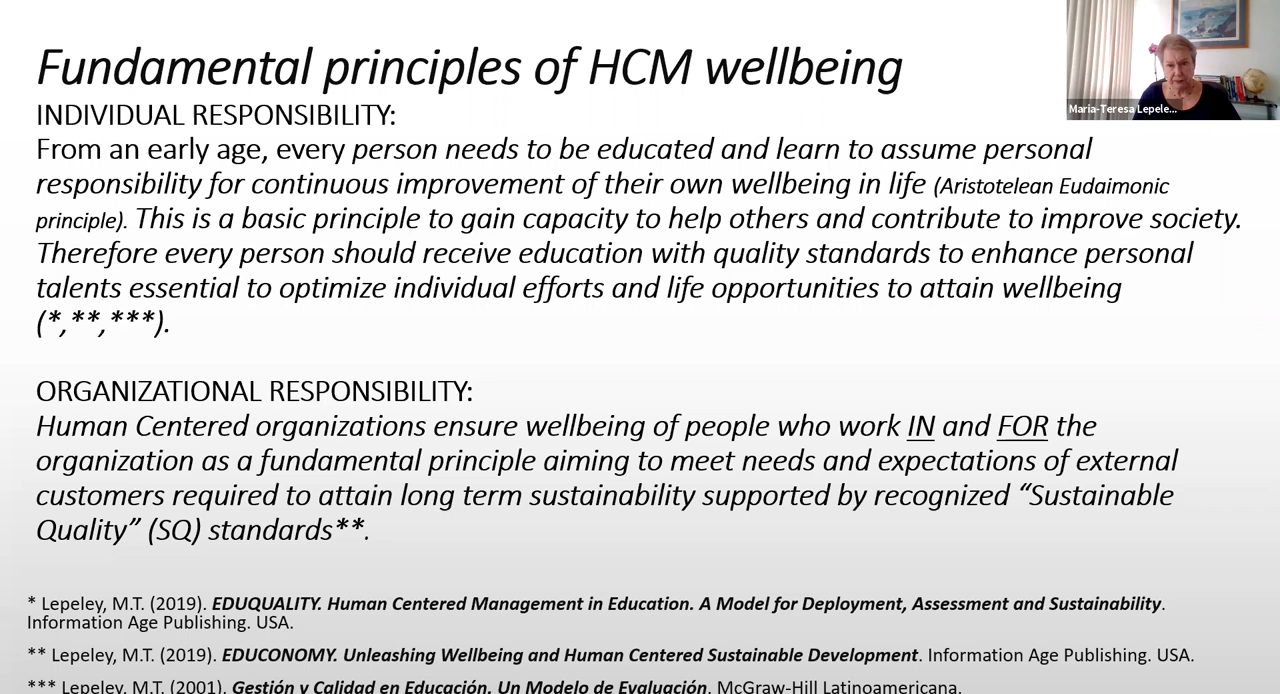 Fundamental principles of HCM wellbeing
Maria-Teresa Lepele...
INDIVIDUAL RESPONSIBILITY:
From an early age, every person needs to be educated and learn to assume personal
responsibility for continuous improvement of their own wellbeing in life (Aristotelean Eudaimonic
principle). This is a basic principle to gain capacity to help others and contribute to improve society.
Therefore every person should receive education with quality standards to enhance personal
talents essential to optimize individual efforts and life opportunities to attain wellbeing
(*,**,***).
ORGANIZATIONAL RESPONSIBILITY:
Human Centered organizations ensure wellbeing of people who work IN and FOR the
organization as a fundamental principle aiming to meet needs and expectations of external
customers required to attain long term sustainability supported by recognized “Sustainable
Quality” (SQ) standards**.
* Lepeley, M.T. (2019). EDUQUALITY. Human Centered Management in Education. A Model for Deployment, Assessment and Sustainability.
Information Age Publishing. USA.
** Lepeley, M.T. (2019). EDUCONOMY. Unleashing Wellbeing and Human Centered Sustainable Development. Information Age Publishing. USA.
*** Lepeley, M.T. (2001). Gestión y Calidad en Educación. Un Modelo de Evaluación. McGraw-Hill Latinoamericana.